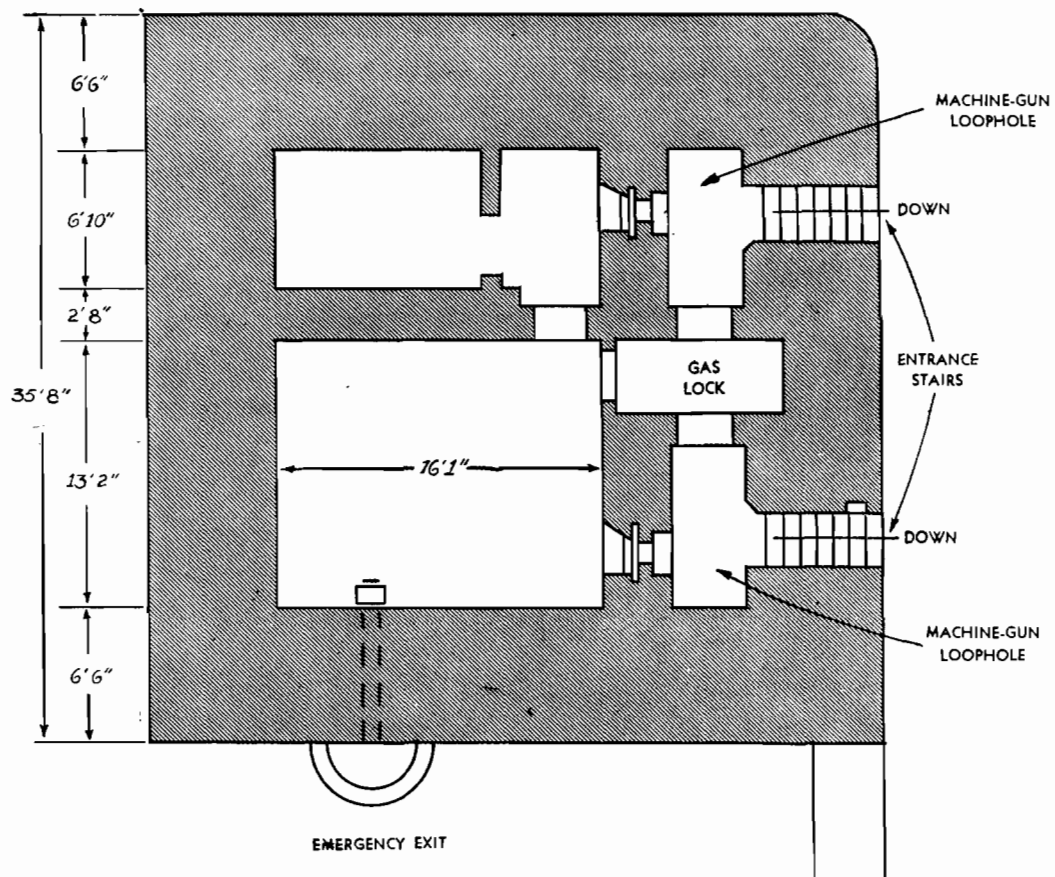 6'6"
MACHINE-GUN
LOOPHOLE
6'10"
DOWN
2'8"
GAS
LOCK
ENTRANCE
STAIRS
35'8"
13'2"
16'1"
DOWN
MACHINE-GUN
LOOPHOLE
6'6"
EMERGENCY EXIT